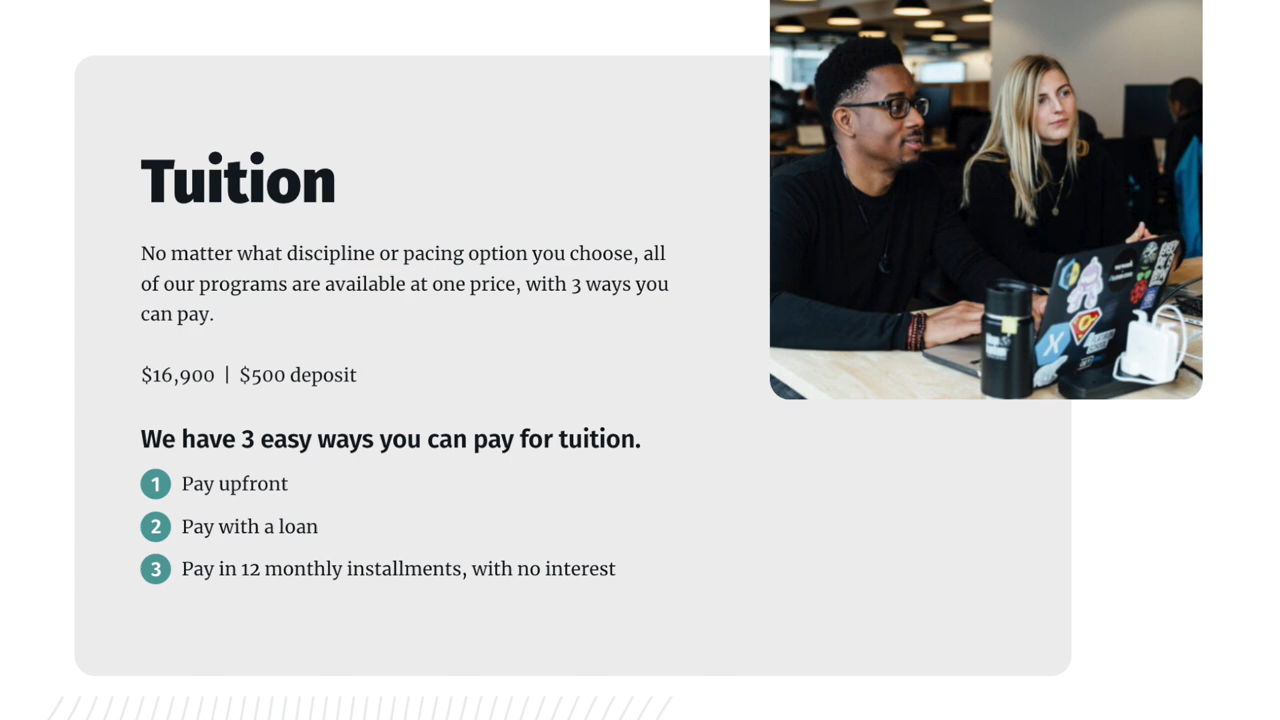 Tuition
No matter what discipline or pacing option you choose, all
of our programs are available at one price, with 3 ways you
can pay.
$16,900 | $500 deposit
We have 3 easy ways you can pay for tuition.
1 Pay upfront
2 Pay with a loan
3 Pay in 12 monthly installments, with no interest